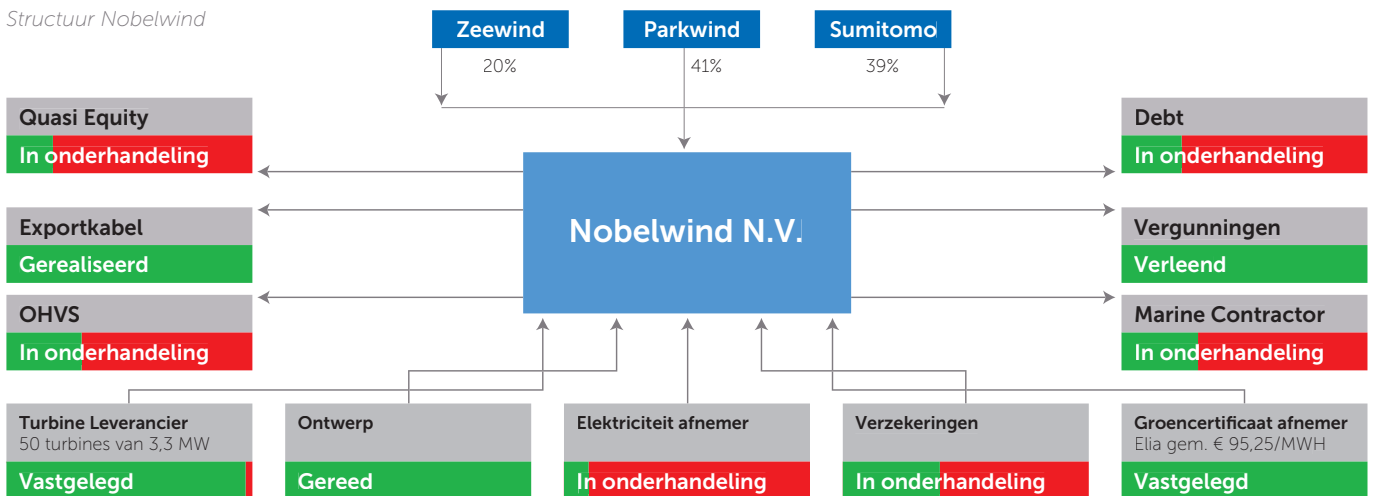 Structuur Nobelwind
Zeewind
Parkwind
Sumitomo
20%
41%
39%
Quasi Equity
In onderhandeling
Debt
In onderhandeling
Nobelwind N.V.
Exportkabel
Gerealiseerd
Vergunningen
Verleend
OHVS
In onderhandeling
Marine Contractor
In onderhandeling
Turbine Leverancier
50 turbines van 3,3 MW
Vastgelegd
Ontwerp
Gereed
Elektriciteit afnemer
In onderhandeling
Verzekeringen
In onderhandeling
Groencertificaat afnemer
Elia gem. € 95,25/MWH
Vastgelegd